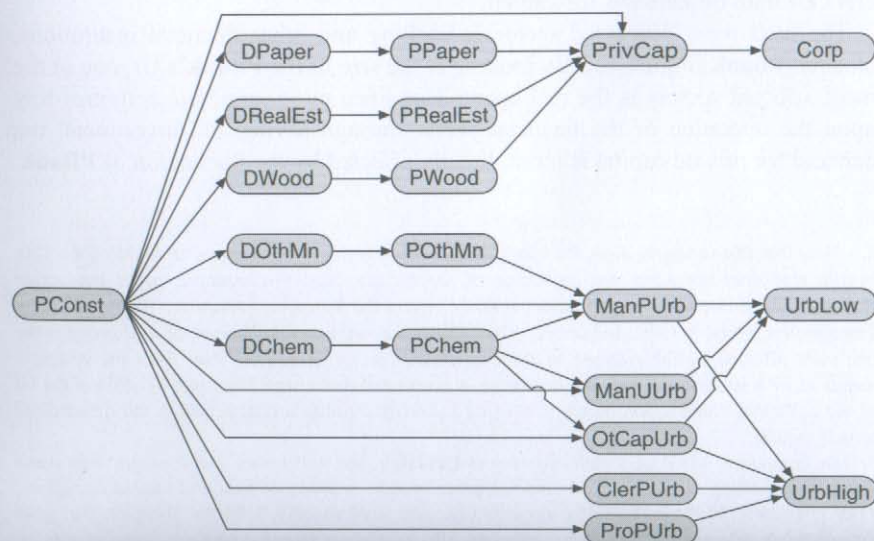 DPaper PPaper PrivCap Corp
DRealEst PRealEst
DWood PWood
DOthMn POthMn
PConst ManPUrb UrbLow
DChem PChem
ManUUrb
OtCapUrb
ClerPUrb UrbHigh
ProPUrb